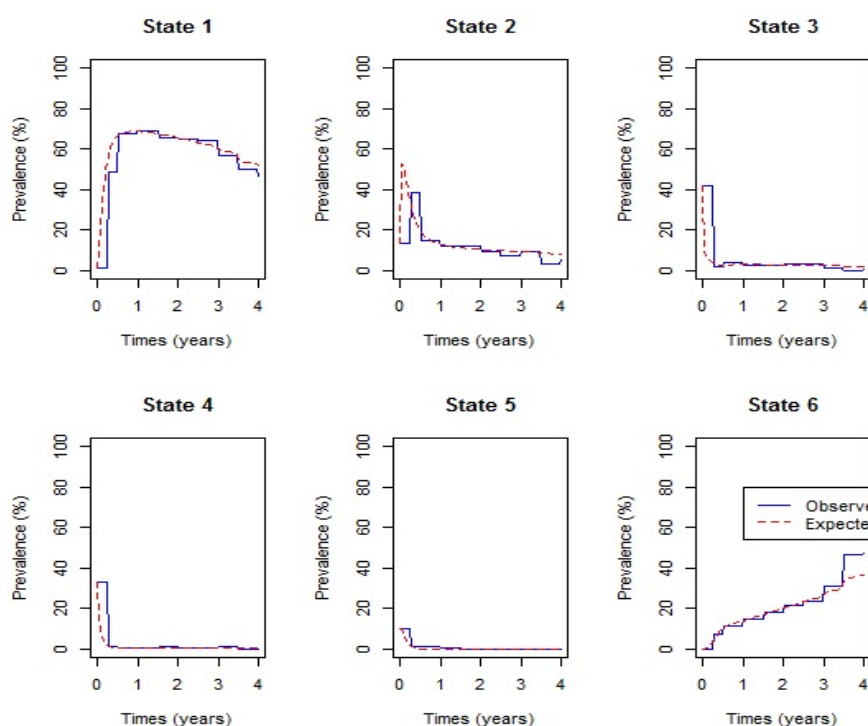 State 1 State 2 State 3
Prevalence (%) Prevalence (%) Prevalence (%)
100 100 100
80 80 80
60 60 60
40 40 40
20 20 20
0 0 0
0 1 2 3 4 0 1 2 3 4 0 1 2 3 4
Times (years) Times (years) Times (years)
State 4 State 5 State 6
Prevalence (%) Prevalence (%) Prevalence (%)
100 100 100
80 80 80
60 60 60
40 40 40
20 20 20
0 0 0
Observe
Expecte
0 1 2 3 4 0 1 2 3 4 0 1 2 3 4
Times (years) Times (years) Times (years)